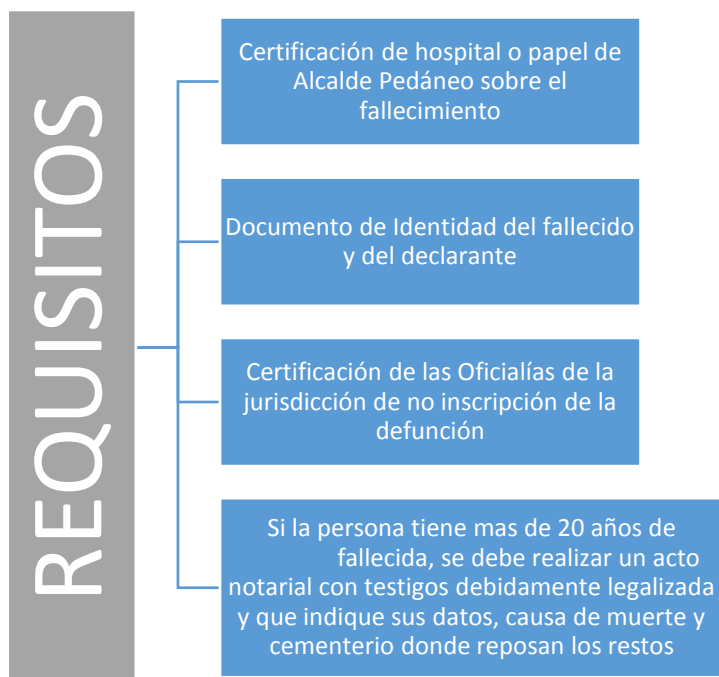 REQUISITOS
Certificación de hospital o papel de
Alcalde Pedáneo sobre el
fallecimiento
Documento de Identidad del fallecido
y del declarante
Certificación de las Oficialías de la
jurisdicción de no inscripción de la
defunción
Si la persona tiene mas de 20 años de
fallecida, se debe realizar un acto
notarial con testigos debidamente legalizada
y que indique sus datos, causa de muerte y
cementerio donde reposan los restos